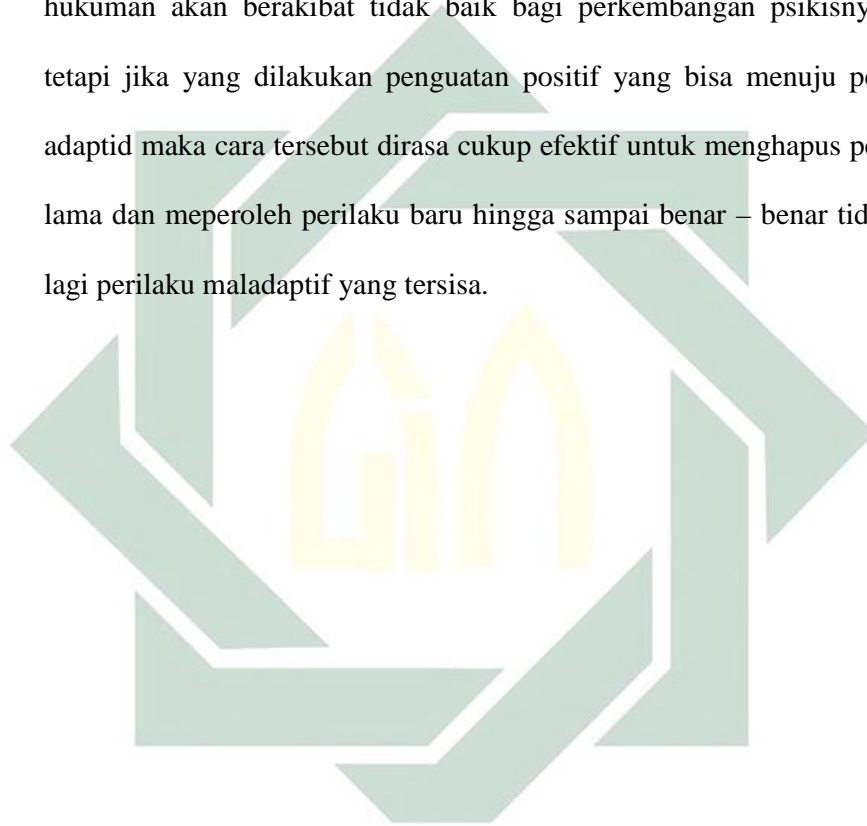 hukuman akan berakibat tidak baik bagi perkembangan psikisny
tetapi jika yang dilakukan penguatan positif yang bisa menuju pe
adaptid maka cara tersebut dirasa cukup efektif untuk menghapus pe
lama dan meperoleh perilaku baru hingga sampai benar – benar tid
lagi perilaku maladaptif yang tersisa.